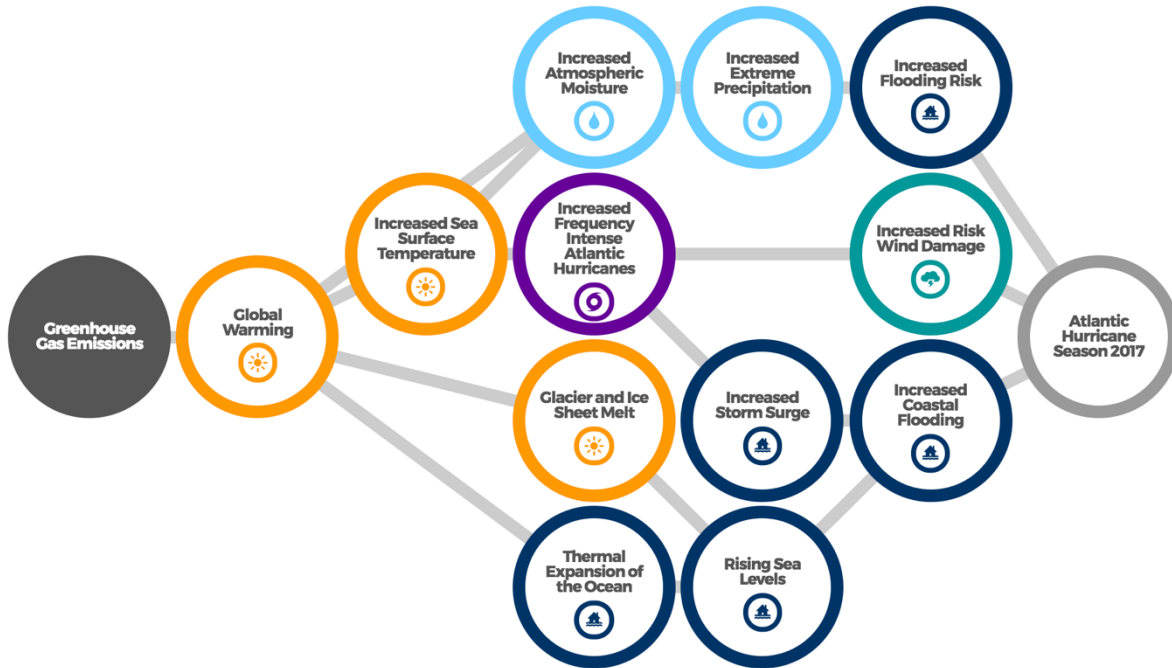 Increased
Atmospheric
Moisture
Increased
Extreme
Precipitation
Increased
Flooding Risk
Increased Sea
Surface
Temperature
Increased
Frequency
Intense
Atlantic
Hurricanes
Increased Risk
Wind Damage
Greenhouse
Gas Emissions
Global
Warming
Atlantic
Hurricane
Season 2017
Glacier and Ice
Sheet Melt
Increased
Storm Surge
Increased
Coastal
Flooding
Thermal
Expansion of
the Ocean
Rising Sea
Levels